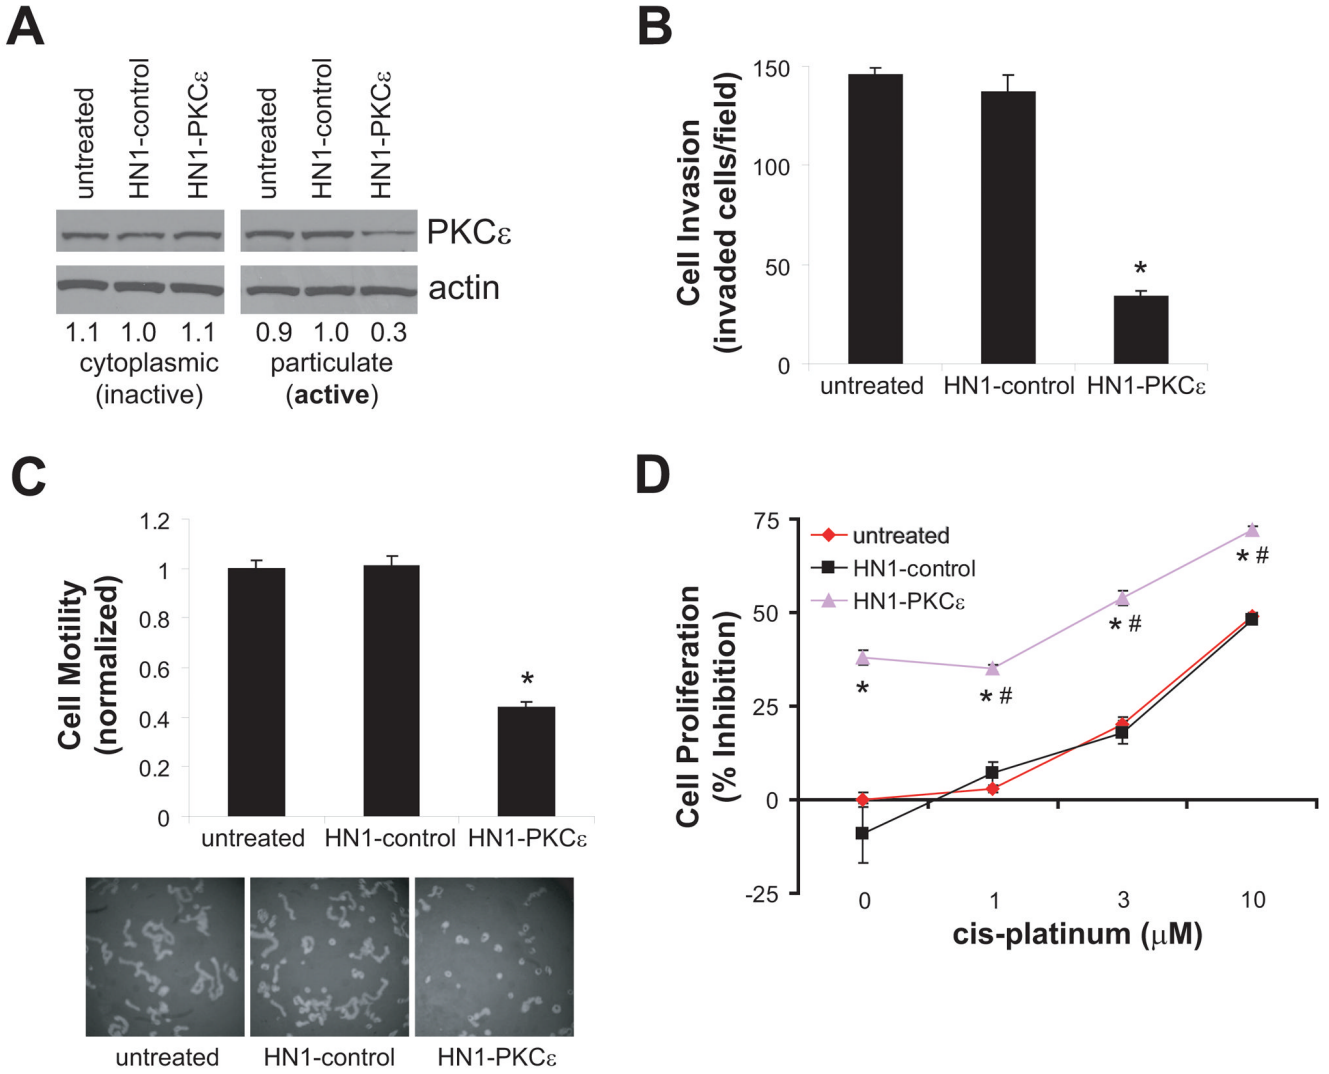 A
untreated
HN1-control
HN1-PKCε
untreated
HN1-control
HN1-PKCε
PKCε
actin
1.1 1.0 1.1 0.9 1.0 0.3
cytoplasmic
(inactive)
particulate
(active)
B
Cell Invasion
(invaded cells/field)
150
100
50
0
*
untreated HN1-control HN1-PKCε
C
Cell Motility
(normalized)
1.2
1
0.8
0.6
0.4
0.2
0
*
untreated HN1-control HN1-PKCε
untreated HN1-control HN1-PKCε
D
Cell Proliferation
(% Inhibition)
75
50
25
0
-25
untreated
HN1-control
HN1-PKCε
*
* #
* #
* #
0 1 3 10
cis-platinum (μM)